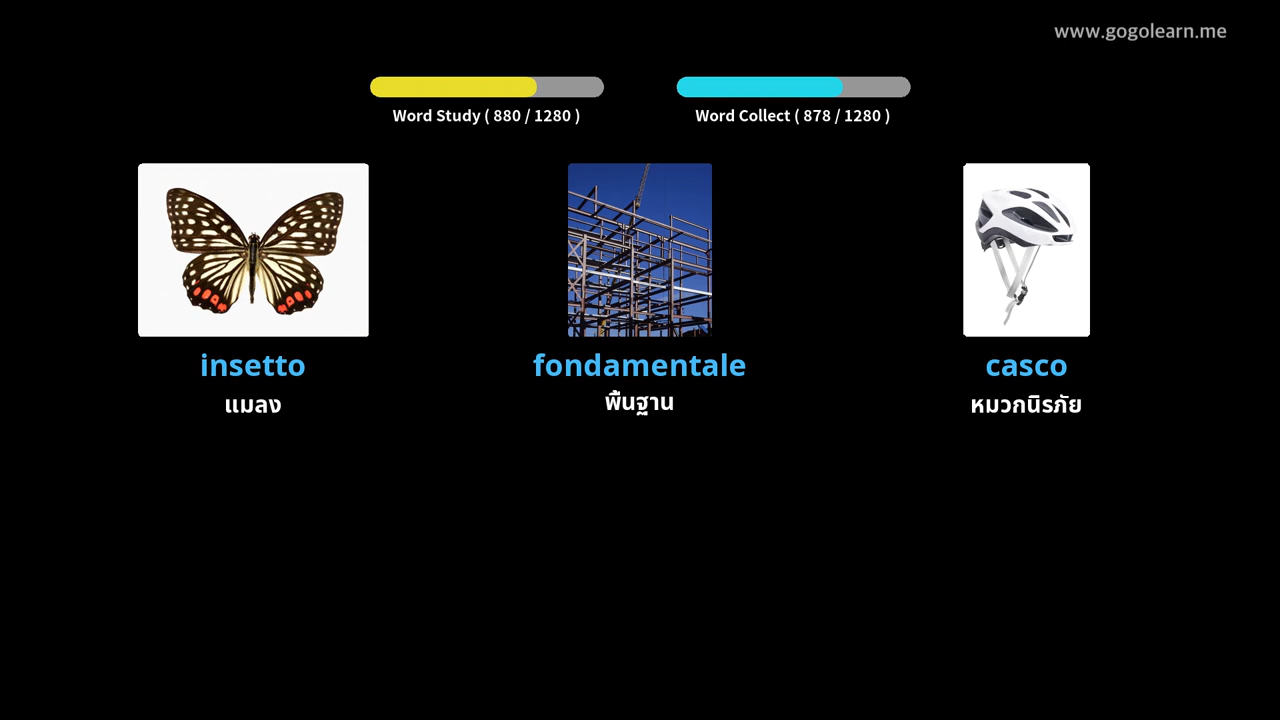 www.gogolearn.me
Word Study ( 880 / 1280 )
Word Collect ( 878 / 1280 )
insetto
แมลง
fondamentale
พื้นฐาน
casco
หมวกนิรภัย